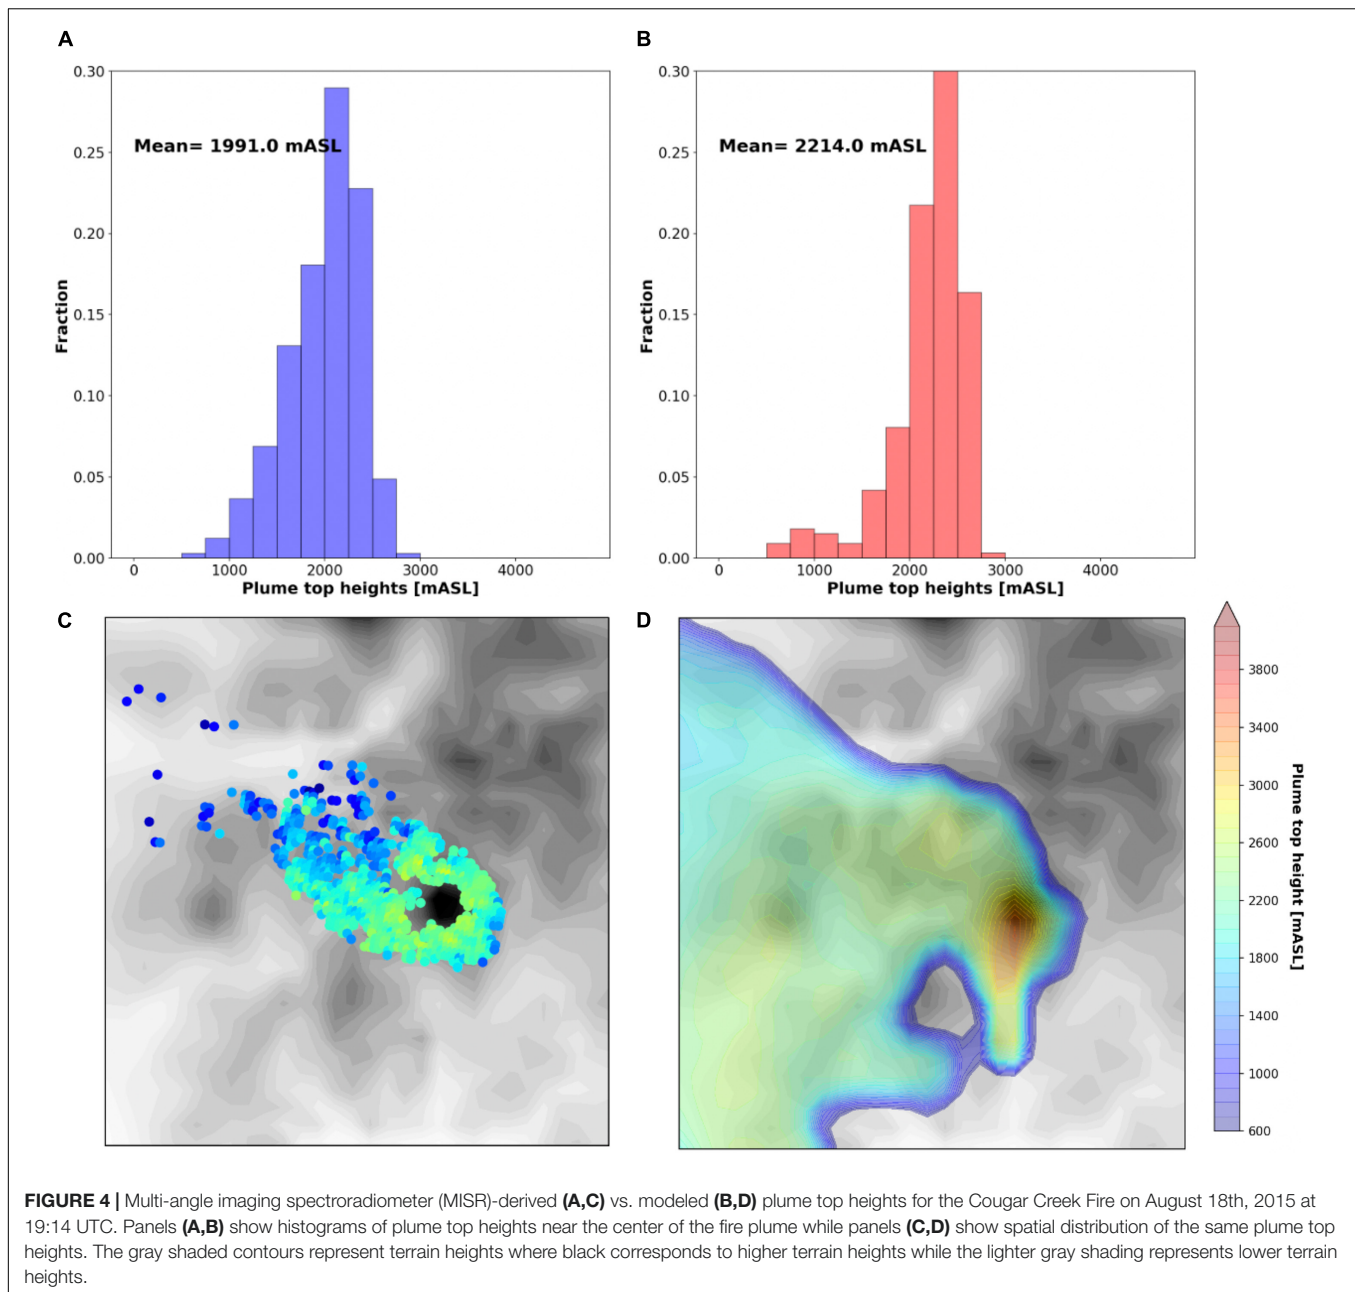 A
B
0.30
0.25
0.20
0.15
0.10
0.05
0.00
Fraction
Mean= 1991.0 mASL
0 1000 2000 3000 4000
Plume top heights [mASL]
0.30
0.25
0.20
0.15
0.10
0.05
0.00
Fraction
Mean= 2214.0 mASL
0 1000 2000 3000 4000
Plume top heights [mASL]
C
D
3800
3400
3000
2600
2200
1800
1400
1000
600
Plume top height [mASL]
FIGURE 4 | Multi-angle imaging spectroradiometer (MISR)-derived (A,C) vs. modeled (B,D) plume top heights for the Cougar Creek Fire on August 18th, 2015 at
19:14 UTC. Panels (A,B) show histograms of plume top heights near the center of the fire plume while panels (C,D) show spatial distribution of the same plume top
heights. The gray shaded contours represent terrain heights where black corresponds to higher terrain heights while the lighter gray shading represents lower terrain
heights.